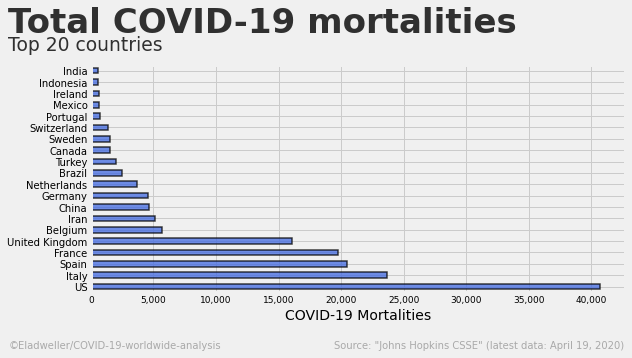 Total COVID-19 mortalities
Top 20 countries
India
Indonesia
Ireland
Mexico
Portugal
Switzerland
Sweden
Canada
Turkey
Brazil
Netherlands
Germany
China
Iran
Belgium
United Kingdom
France
Spain
Italy
US
0 5,000 10,000 15,000 20,000 25,000 30,000 35,000 40,000
COVID-19 Mortalities
©Eladweller/COVID-19-worldwide-analysis Source: "Johns Hopkins CSSE" (latest data: April 19, 2020)